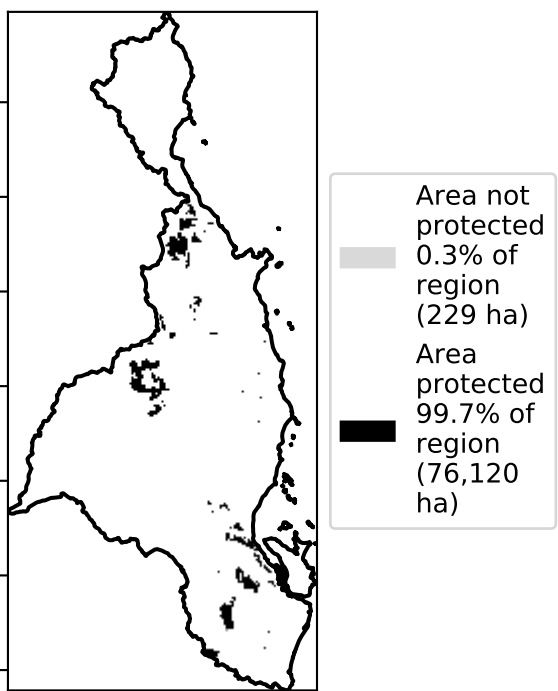 Area not
protected
0.3% of
region
(229 ha)
Area
protected
99.7% of
region
(76,120
ha)